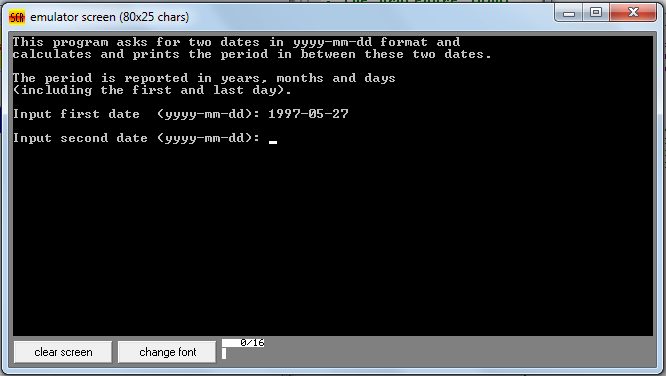 emulator screen (80x25 chars)
This program asks for two dates in yyyy-mm-dd format and
calculates and prints the period in between these two dates.
The period is reported in years, months and days
(including the first and last day).
Input first date  (yyyy-mm-dd): 1997-05-27
Input second date (yyyy-mm-dd):
clear screen
change font
0/16